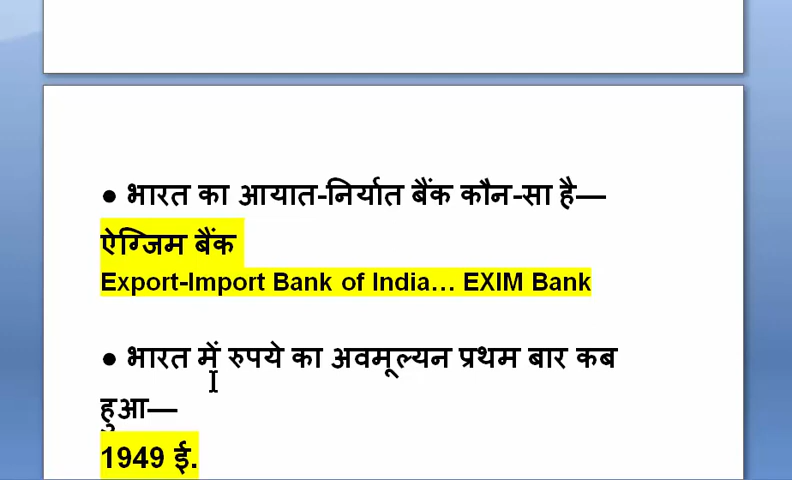 ● भारत का आयात-निर्यात बैंक कौन-सा है—
ऐग्जिम बैंक
Export-Import Bank of India… EXIM Bank
● भारत में रुपये का अवमूल्यन प्रथम बार कब
हुआ—
1949 ई.